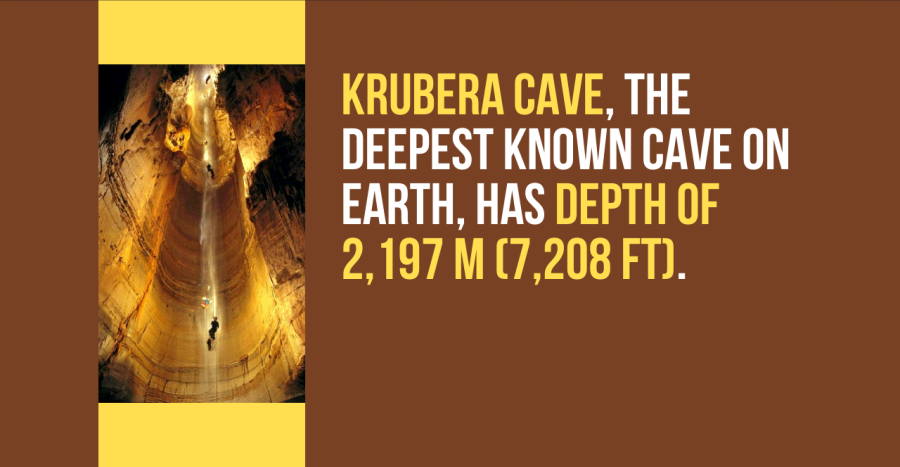 KRUBERA CAVE, THE
DEEPEST KNOWN CAVE ON
EARTH, HAS DEPTH OF
2,197 M (7,208 FT).